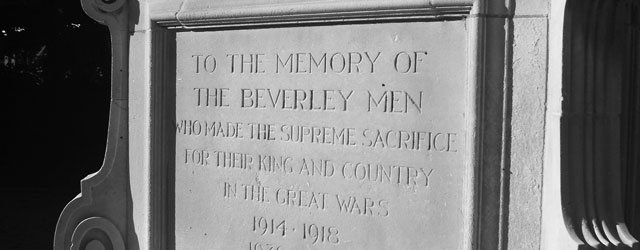 TO THE MEMORY OF
THE BEVERLEY MEN
WHO MADE THE SUPREME SACRIFICE
FOR THEIR KING AND COUNTRY
IN THE GREAT WARS
1914 · 1918